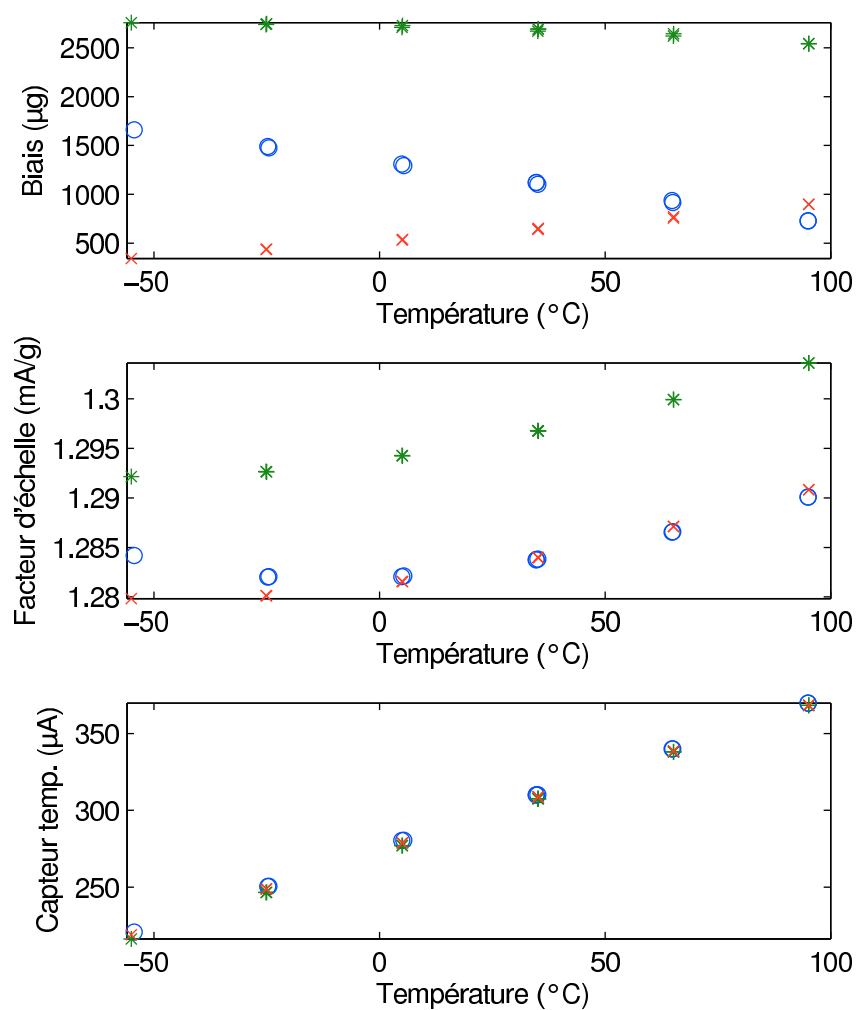 Biais (µg)
2500
2000
1500
1000
500
−50 0 50 100
Température (°C)
Facteur d'échelle (mA/g)
1.3
1.295
1.29
1.285
1.28
−50 0 50 100
Température (°C)
Capteur temp. (µA)
350
300
250
−50 0 50 100
Température (°C)